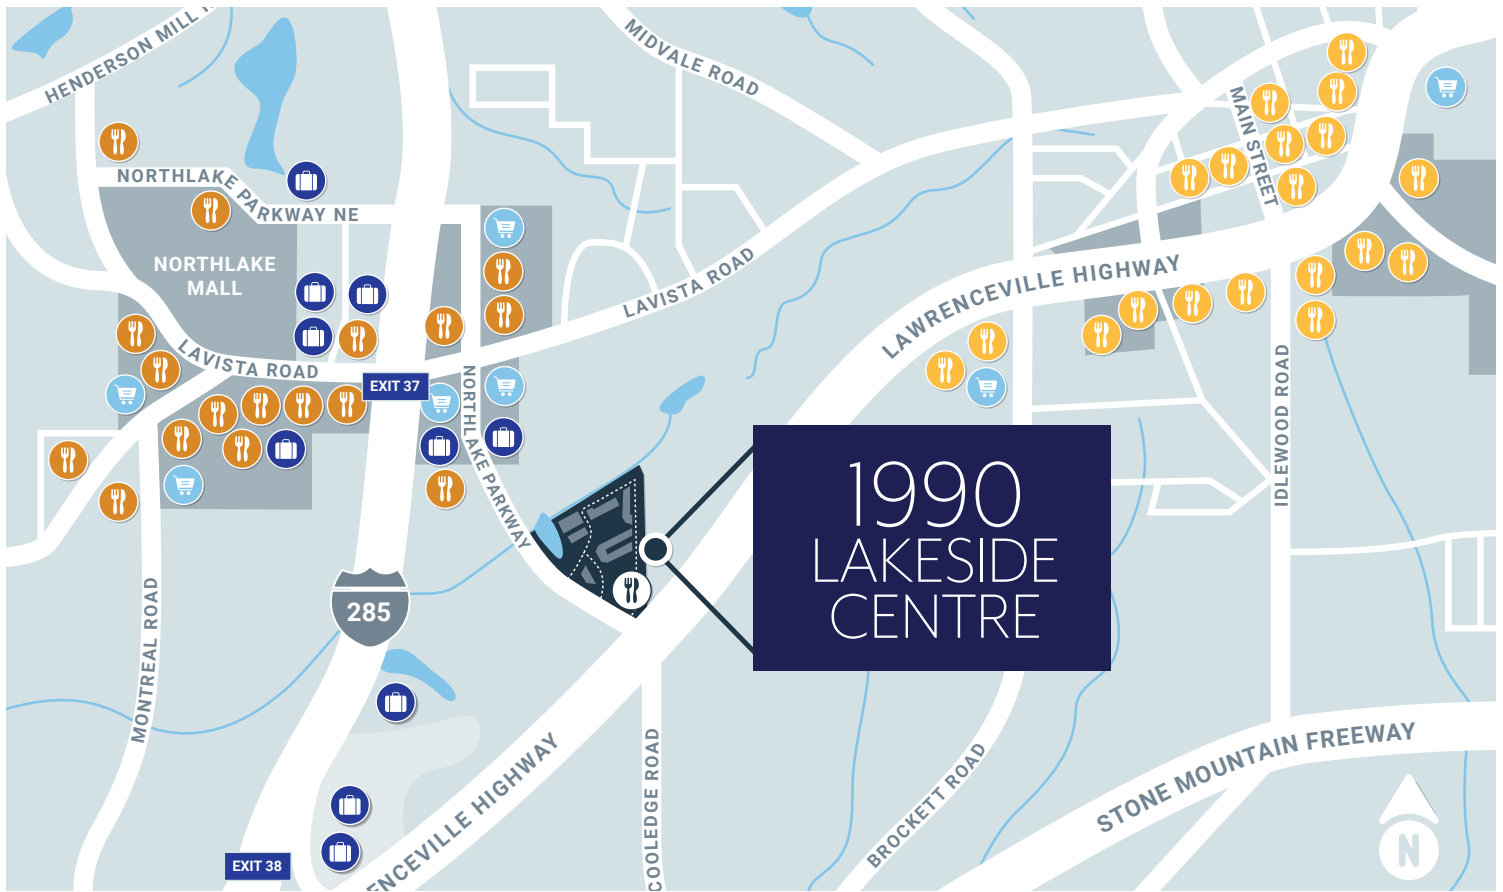 HENDERSON MILL
MIDVALE ROAD
MAIN STREET
NORTHLAKE PARKWAY NE
NORTHLAKE
MALL
LAVISTA ROAD
LAWRENCEVILLE HIGHWAY
LAVISTA ROAD
EXIT 37
NORTHLAKE PARKWAY
IDLEWOOD ROAD
1990
LAKESIDE
CENTRE
285
MONTREAL ROAD
ENCEVILLE HIGHWAY
COOLEDGE ROAD
BROCKETT ROAD
STONE MOUNTAIN FREEWAY
EXIT 38
N